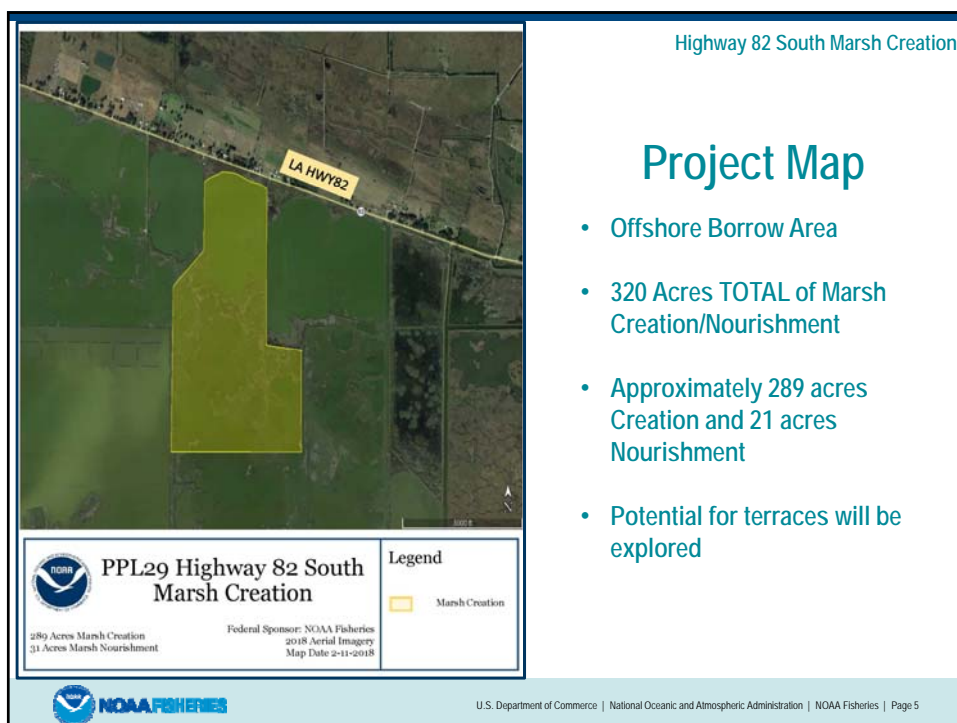 Highway 82 South Marsh Creation
LA HWY82
Project Map
• Offshore Borrow Area
• 320 Acres TOTAL of Marsh
Creation/Nourishment
• Approximately 289 acres
Creation and 21 acres
Nourishment
• Potential for terraces will be
explored
N
NOAA
PPL29 Highway 82 South
Marsh Creation
289 Acres Marsh Creation
31 Acres Marsh Nourishment
Federal Sponsor: NOAA Fisheries
2018 Aerial Imagery
Map Date 2-11-2018
Legend
Marsh Creation
NOAA FISHERIES
U.S. Department of Commerce | National Oceanic and Atmospheric Administration | NOAA Fisheries | Page 5